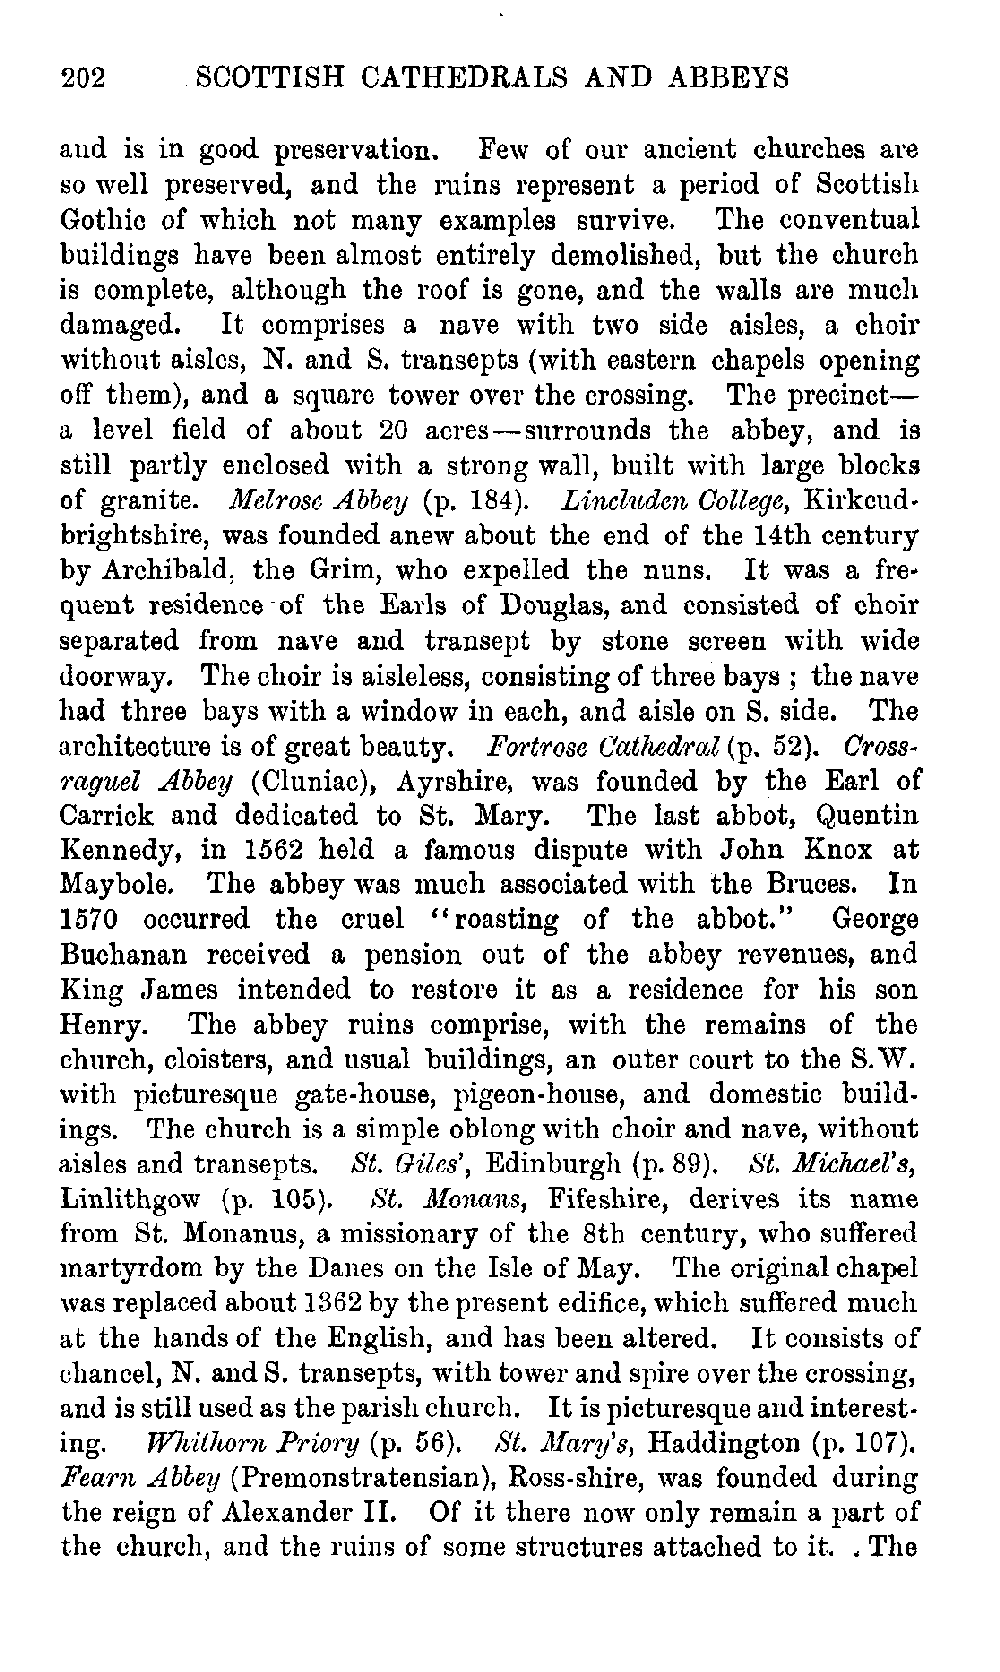 202 SCOTTISH CATHEDRALS AND ABBEYS
and is in good preservation. Few of our ancient churches are
so well preserved, and the ruins represent a period of Scottish
Gothic of which not many examples survive. The conventual
buildings have been almost entirely demolished, but the church
is complete, although the roof is gone, and the walls are much
damaged. It comprises a nave with two side aisles, a choir
without aisles, N. and S. transepts (with eastern chapels opening
off them), and a square tower over the crossing. The precinct—
a level field of about 20 acres—surrounds the abbey, and is
still partly enclosed with a strong wall, built with large blocks
of granite. Melrose Abbey (p. 184). Lincluden College, Kirkcud-
brightshire, was founded anew about the end of the 14th century
by Archibald, the Grim, who expelled the nuns. It was a fre-
quent residence of the Earls of Douglas, and consisted of choir
separated from nave and transept by stone screen with wide
doorway. The choir is aisleless, consisting of three bays; the nave
had three bays with a window in each, and aisle on S. side. The
architecture is of great beauty. Fortrose Cathedral (p. 52). Cross-
raguel Abbey (Cluniac), Ayrshire, was founded by the Earl of
Carrick and dedicated to St. Mary. The last abbot, Quentin
Kennedy, in 1562 held a famous dispute with John Knox at
Maybole. The abbey was much associated with the Bruces. In
1570 occurred the cruel "roasting of the abbot." George
Buchanan received a pension out of the abbey revenues, and
King James intended to restore it as a residence for his son
Henry. The abbey ruins comprise, with the remains of the
church, cloisters, and usual buildings, an outer court to the S.W.
with picturesque gate-house, pigeon-house, and domestic build-
ings. The church is a simple oblong with choir and nave, without
aisles and transepts. St. Giles', Edinburgh (p. 89). St. Michael's,
Linlithgow (p. 105). St. Monans, Fifeshire, derives its name
from St. Monanus, a missionary of the 8th century, who suffered
martyrdom by the Danes on the Isle of May. The original chapel
was replaced about 1362 by the present edifice, which suffered much
at the hands of the English, and has been altered. It consists of
chancel, N. and S. transepts, with tower and spire over the crossing,
and is still used as the parish church. It is picturesque and interest-
ing. Whithorn Priory (p. 56). St. Mary's, Haddington (p. 107).
Fearn Abbey (Premonstratensian), Ross-shire, was founded during
the reign of Alexander II. Of it there now only remain a part of
the church, and the ruins of some structures attached to it. The